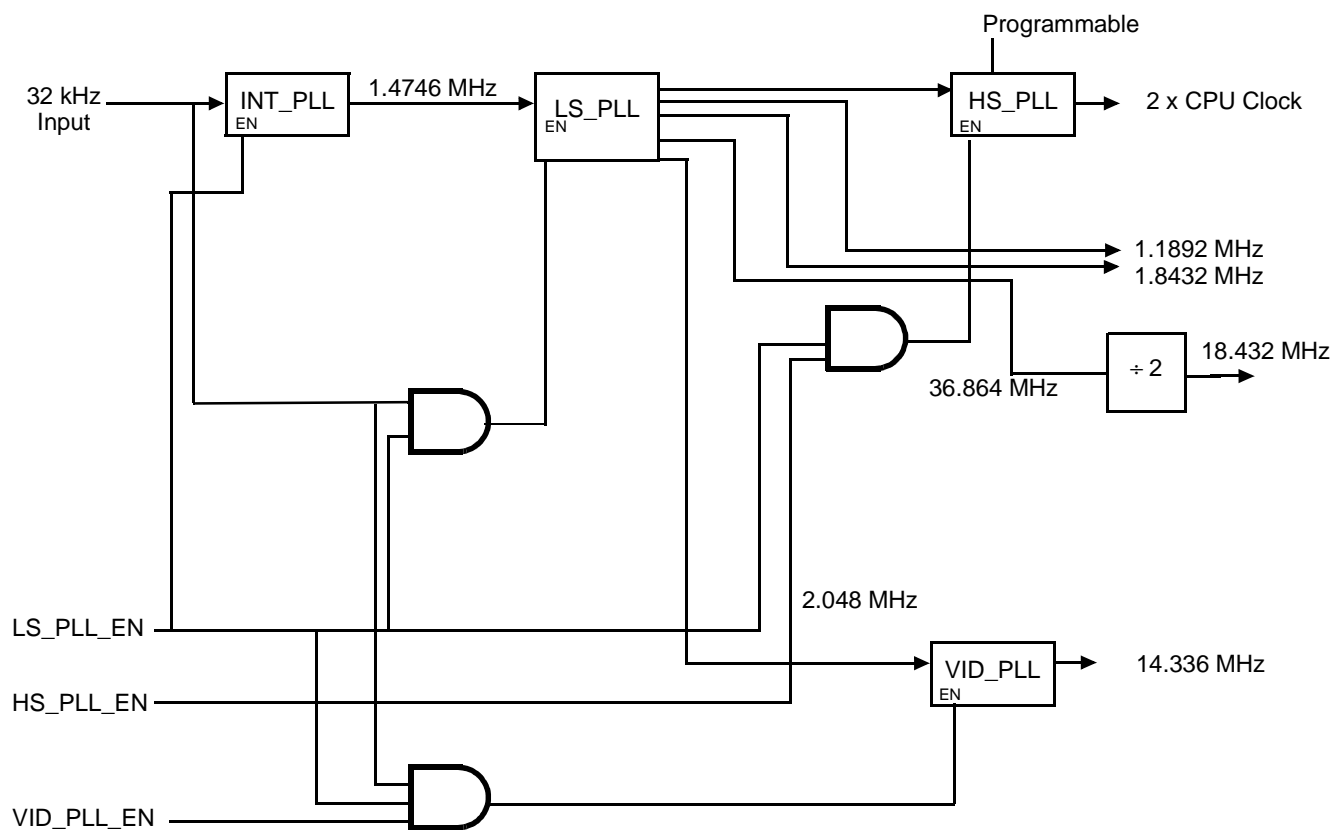 Programmable
32 kHz
Input
INT_PLL
EN
1.4746 MHz
LS_PLL
EN
HS_PLL
EN
2 x CPU Clock
1.1892 MHz
1.8432 MHz
18.432 MHz
÷ 2
36.864 MHz
2.048 MHz
LS_PLL_EN
VID_PLL
EN
14.336 MHz
HS_PLL_EN
VID_PLL_EN